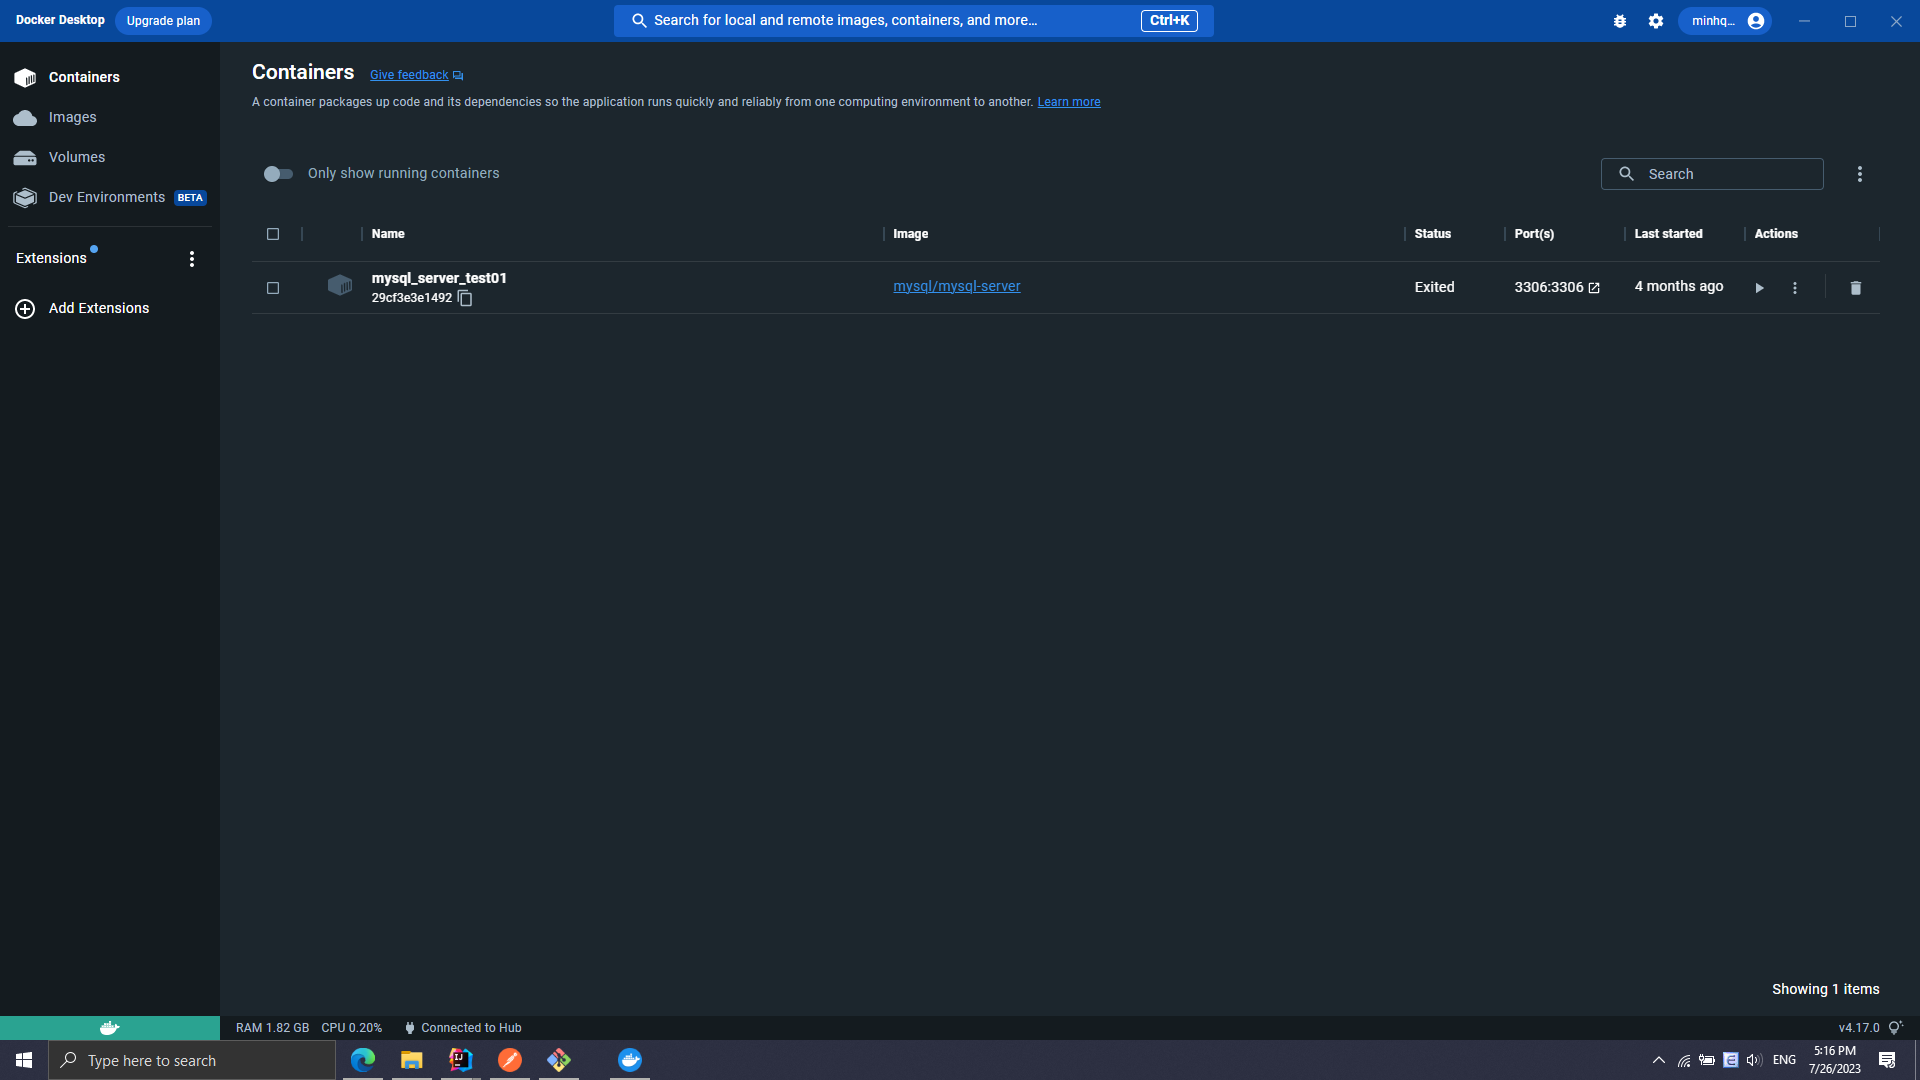 Docker Desktop
Upgrade plan
Search for local and remote images, containers, and more...
Ctrl+K
minhq...
Containers
Images
Volumes
Dev Environments BETA
Extensions
Add Extensions
Containers Give feedback
A container packages up code and its dependencies so the application runs quickly and reliably from one computing environment to another. Learn more
Only show running containers
Search
Name Image Status Port(s) Last started Actions
mysql_server_test01
29cf3e3e1492
mysql/mysql-server
Exited
3306:3306
4 months ago
Showing 1 items
RAM 1.82 GB CPU 0.20% Connected to Hub
v4.17.0
Type here to search
ENG
5:16 PM
7/26/2023